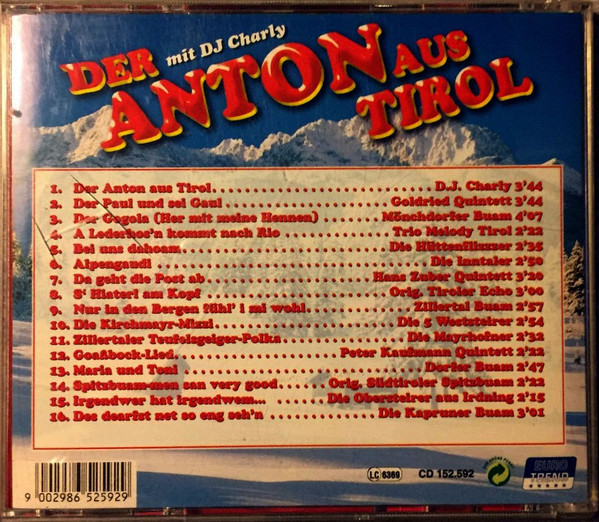 mit DJ Charly
DER ANTON AUS TIROL
1. Der Anton aus Tirol D.J. Charly 3'44
2. Der Paul und sei Gaul Goldried Quintett 3'44
3. Der Gogola (Her mit meine Hennen) Mönchdorfer Buam 4'07
4. A Lederhos'n kommt nach Rio Trio Melody Tirol 2'22
5. Bei uns dahoam Die Hüttenflitzer 2'35
6. Alpengaudi Die Inntaler 2'50
7. Da geht die Post ab Hans Zuber Quintett 3'20
8. S' Hiaterl am Kopf Orig. Tiroler Echo 3'00
9. Nur in den Bergen fühl' i mi wohl Zillertal Buam 2'57
10. Die Kirchmayr-Mizzi Die 5 Weststeirer 2'54
11. Zillertaler Teufelsgeiger-Polka Die Mayrhofner 2'32
12. Goaßbock-Lied Peter Kaufmann Quintett 2'22
13. Maria und Toni Dorfer Buam 2'47
14. Spitzbuam-men san very good Orig. Südtiroler Spitzbuam 2'22
15. Irgendwer hat irgendwem... Die Obersteirer aus Irdning 2'15
16. Des dearfst net so eng seh'n Die Kapruner Buam 3'01
9 002986 525929
LC 6369
CD 152.592
EURO TREND